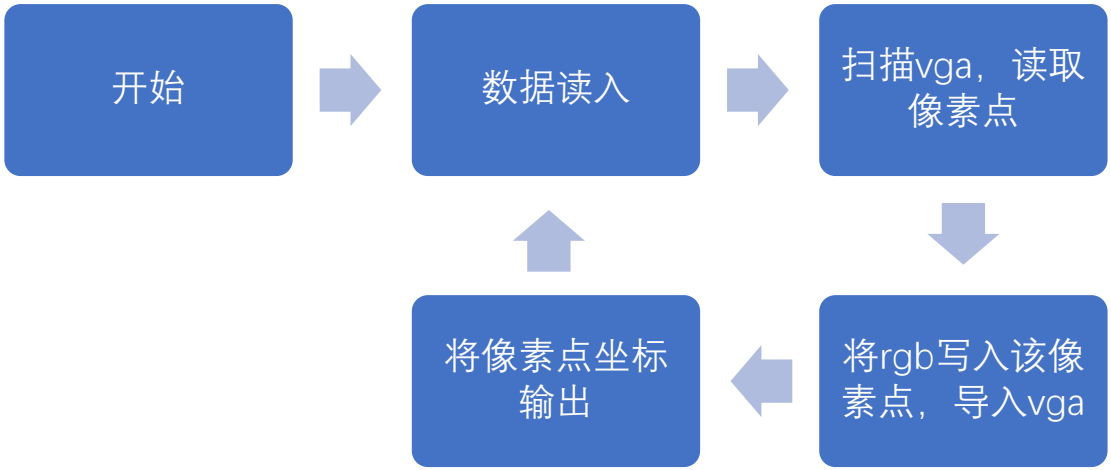 开始
数据读入
扫描vga，读取
像素点
将rgb写入该像
素点，导入vga
将像素点坐标
输出